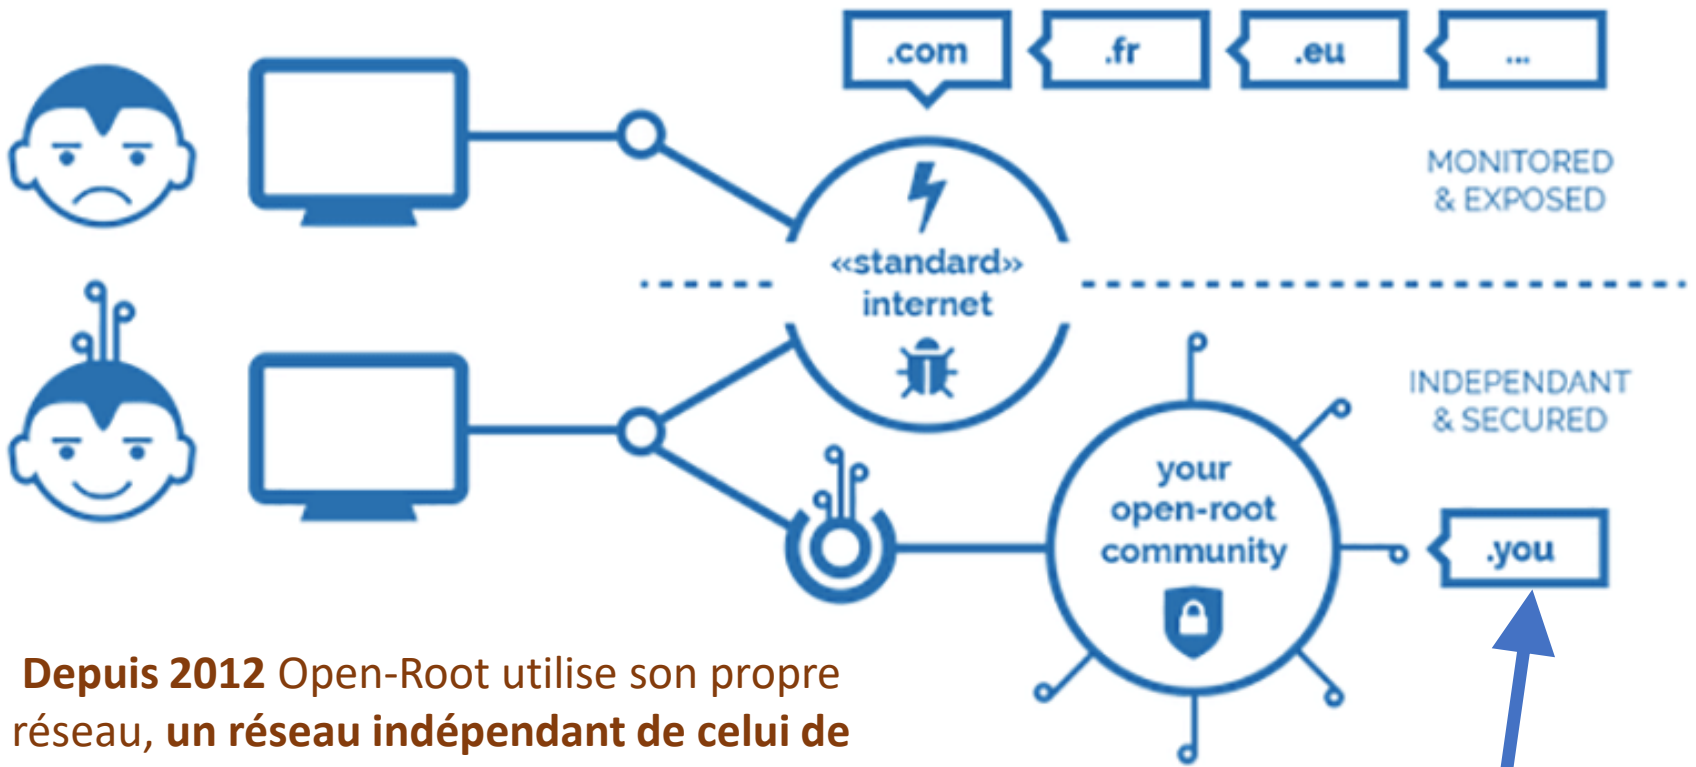 .com
.fr
.eu
...
MONITORED
& EXPOSED
«standard»
internet
INDEPENDANT
& SECURED
your
open-root
community
.you
Depuis 2012 Open-Root utilise son propre
réseau, un réseau indépendant de celui de